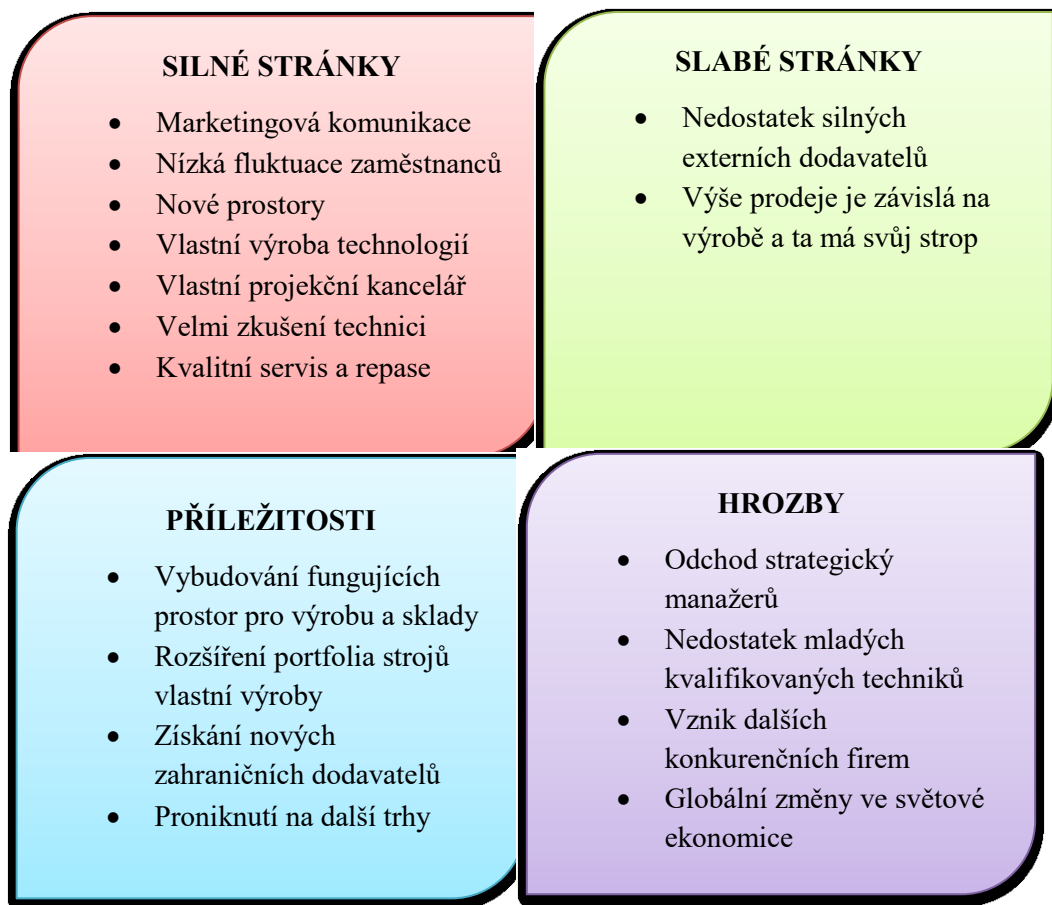 SILNÉ STRÁNKY
• Marketingová komunikace
• Nízká fluktuace zaměstnanců
• Nové prostory
• Vlastní výroba technologií
• Vlastní projekční kancelář
• Velmi zkušení technici
• Kvalitní servis a repase
SLABÉ STRÁNKY
• Nedostatek silných
externích dodavatelů
• Výše prodeje je závislá na
výrobě a ta má svůj strop
PŘÍLEŽITOSTI
• Vybudování fungujících
prostor pro výrobu a sklady
• Rozšíření portfolia strojů
vlastní výroby
• Získání nových
zahraničních dodavatelů
• Proniknutí na další trhy
HROZBY
• Odchod strategický
manažerů
• Nedostatek mladých
kvalifikovaných techniků
• Vznik dalších
konkurenčních firem
• Globální změny ve světové
ekonomice